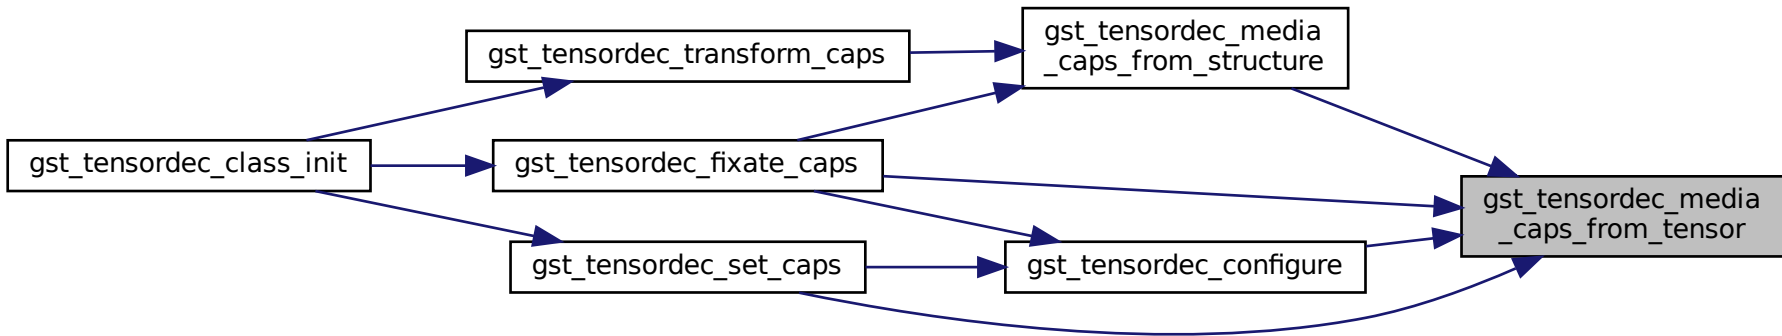 gst_tensordec_media
_caps_from_structure
gst_tensordec_transform_caps
gst_tensordec_class_init
gst_tensordec_fixate_caps
gst_tensordec_media
_caps_from_tensor
gst_tensordec_set_caps
gst_tensordec_configure